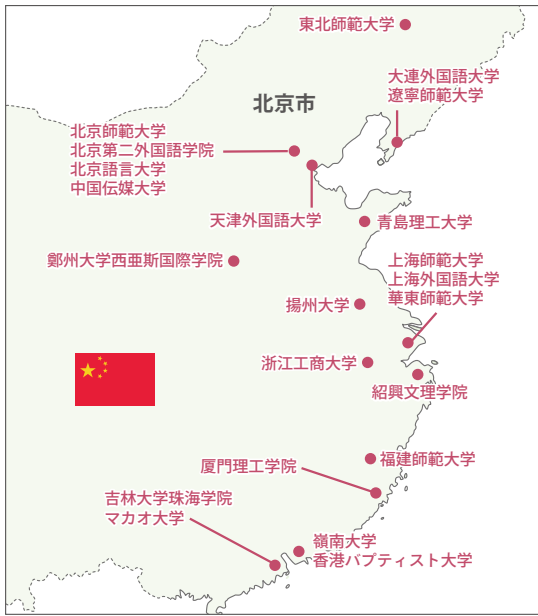 東北師範大学
大連外国語大学
遼寧師範大学
北京市
北京師範大学
北京第二外国語学院
北京語言大学
中国伝媒大学
天津外国語大学
青島理工大学
鄭州大学西亜斯国際学院
上海師範大学
上海外国語大学
華東師範大学
揚州大学
浙江工商大学
紹興文理学院
福建師範大学
厦門理工学院
吉林大学珠海学院
マカオ大学
嶺南大学
香港バプティスト大学